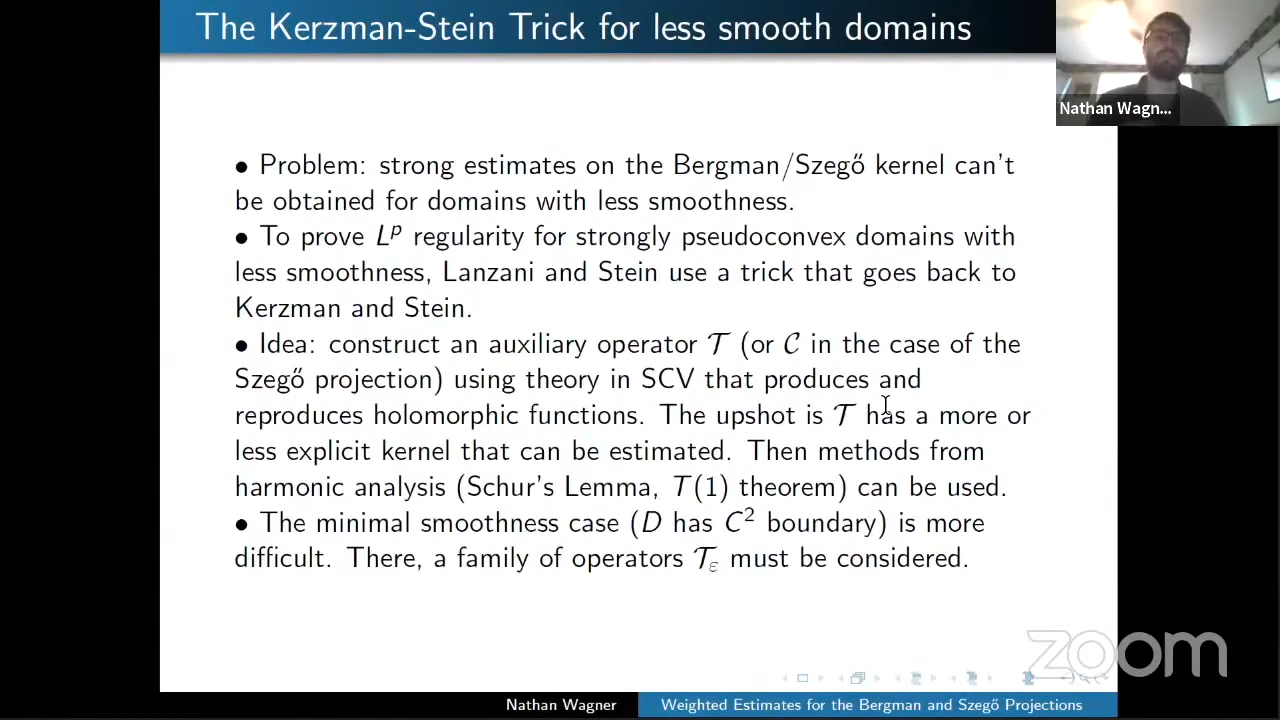 The Kerzman-Stein Trick for less smooth domains
Nathan Wagn...
• Problem: strong estimates on the Bergman/Szegő kernel can't
be obtained for domains with less smoothness.
• To prove L^p regularity for strongly pseudoconvex domains with
less smoothness, Lanzani and Stein use a trick that goes back to
Kerzman and Stein.
• Idea: construct an auxiliary operator 𝒯 (or 𝒞 in the case of the
Szegő projection) using theory in SCV that produces and
reproduces holomorphic functions. The upshot is 𝒯 has a more or
less explicit kernel that can be estimated. Then methods from
harmonic analysis (Schur's Lemma, T(1) theorem) can be used.
• The minimal smoothness case (D has C² boundary) is more
difficult. There, a family of operators 𝒯_ε must be considered.
zoom
Nathan Wagner
Weighted Estimates for the Bergman and Szegő Projections